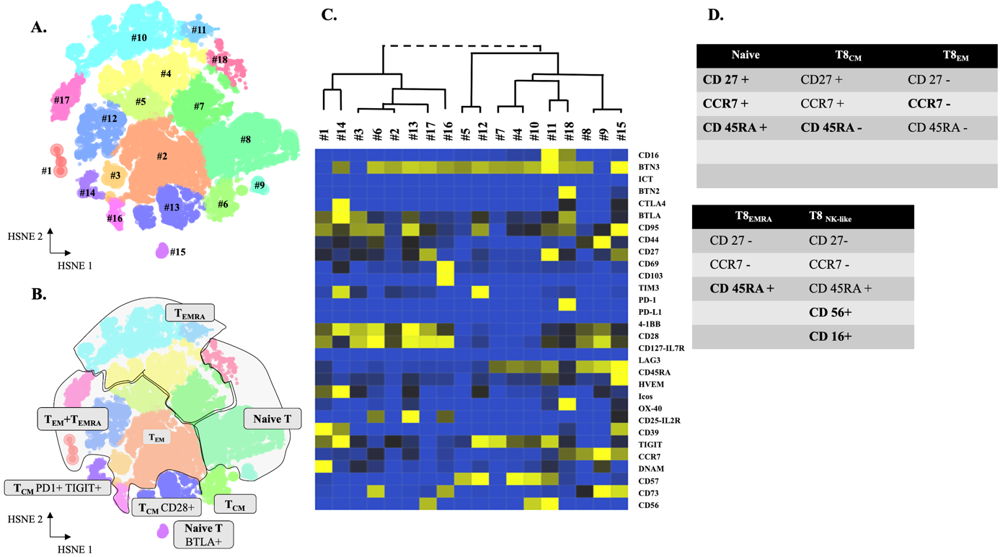 A.
#10
#11
#18
#4
#17
#5
#7
#12
#8
#2
#1
#3
#9
#14
#6
#13
#16
#15
HSNE 2
HSNE 1
B.
TEMRA
TEM+TEMRA
Naive T
TEM
TCM PD1+ TIGIT+
TCM CD28+
TCM
Naive T
BTLA+
HSNE 2
HSNE 1
C.
#1 #14 #3 #6 #2 #13 #17 #16 #5 #12 #7 #4 #10 #11 #18 #8 #9 #15
CD16
BTN3
ICT
BTN2
CTLA4
BTLA
CD95
CD44
CD27
CD69
CD103
TIM3
PD-1
PD-L1
4-1BB
CD28
CD127-IL7R
LAG3
CD45RA
HVEM
Icos
OX-40
CD25-IL2R
CD39
TIGIT
CCR7
DNAM
CD57
CD73
CD56
D.
Naive T8CM T8EM
CD 27 + CD27 + CD 27 -
CCR7 + CCR7 + CCR7 -
CD 45RA + CD 45RA - CD 45RA -
T8EMRA T8 NK-like
CD 27 - CD 27-
CCR7 - CCR7 -
CD 45RA + CD 45RA +
CD 56+
CD 16+